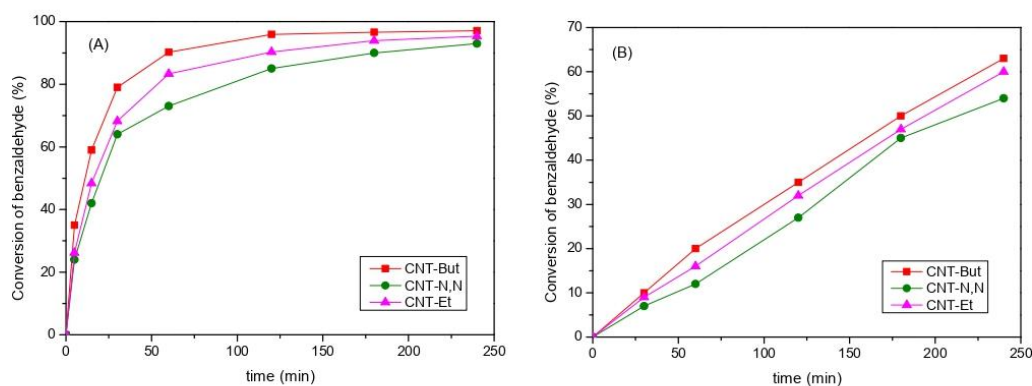 (A)
Conversion of benzaldehyde (%)
100
80
60
40
20
0
CNT-But
CNT-N,N
CNT-Et
0 50 100 150 200 250
time (min)
(B)
Conversion of benzaldehyde (%)
70
60
50
40
30
20
10
0
CNT-But
CNT-N,N
CNT-Et
0 50 100 150 200 250
time (min)